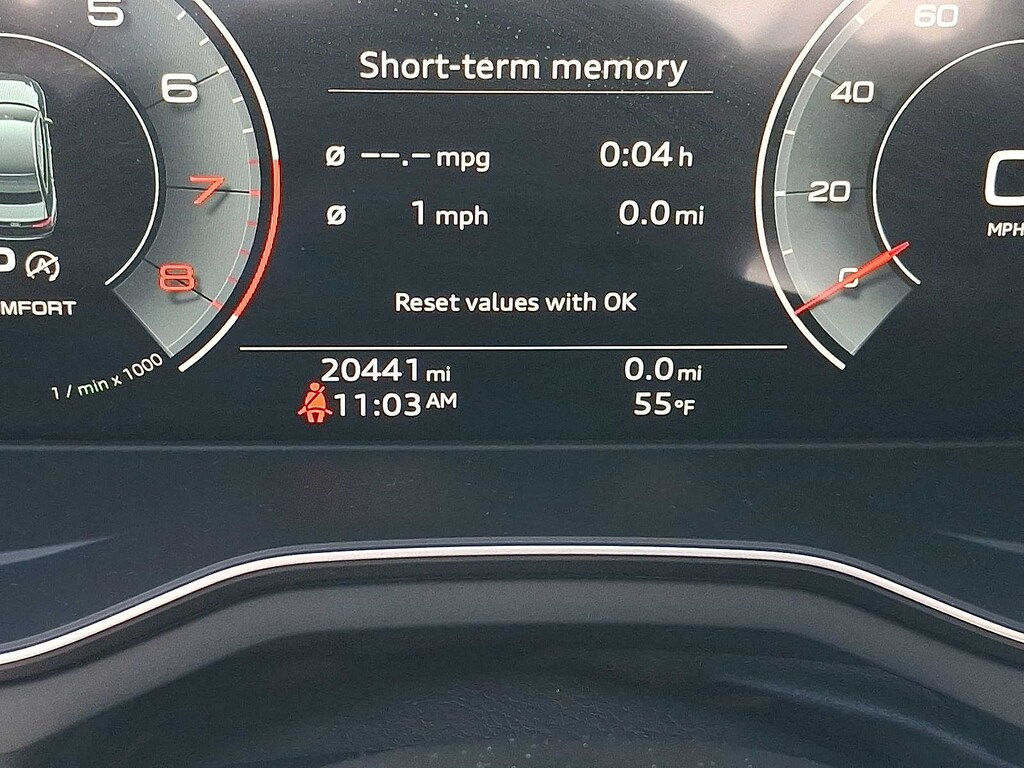 Short-term memory
Ø --.- mpg 0:04 h
Ø 1 mph 0.0 mi
Reset values with OK
20441 mi 0.0 mi
11:03 AM 55 °F
5
6
7
8
1 / min x 1000
60
40
20
0
0
MPH
A
MFORT